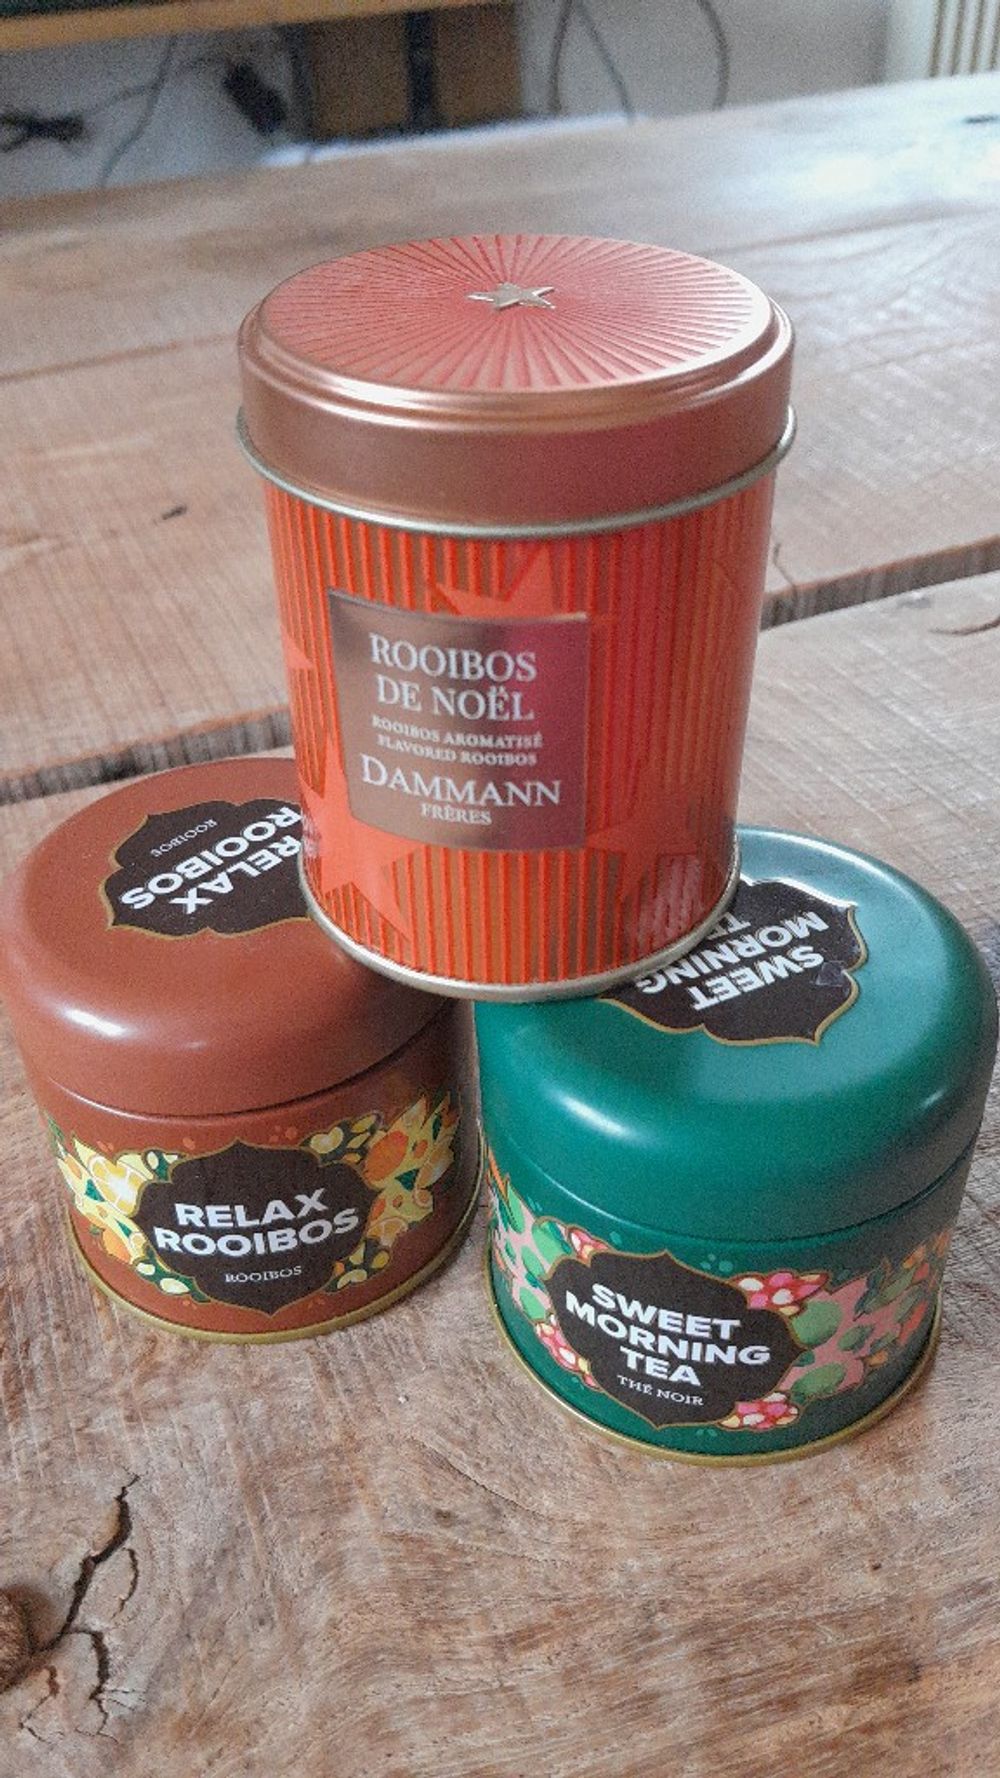 ROOIBOS
DE NOËL
ROOIBOS AROMATISÉ
FLAVORED ROOIBOS
DAMMANN
FRÈRES
RELAX
ROOIBOS
ROOIBOS
SWEET
MORNING
TEA
RELAX
ROOIBOS
ROOIBOS
SWEET
MORNING
TEA
THÉ NOIR